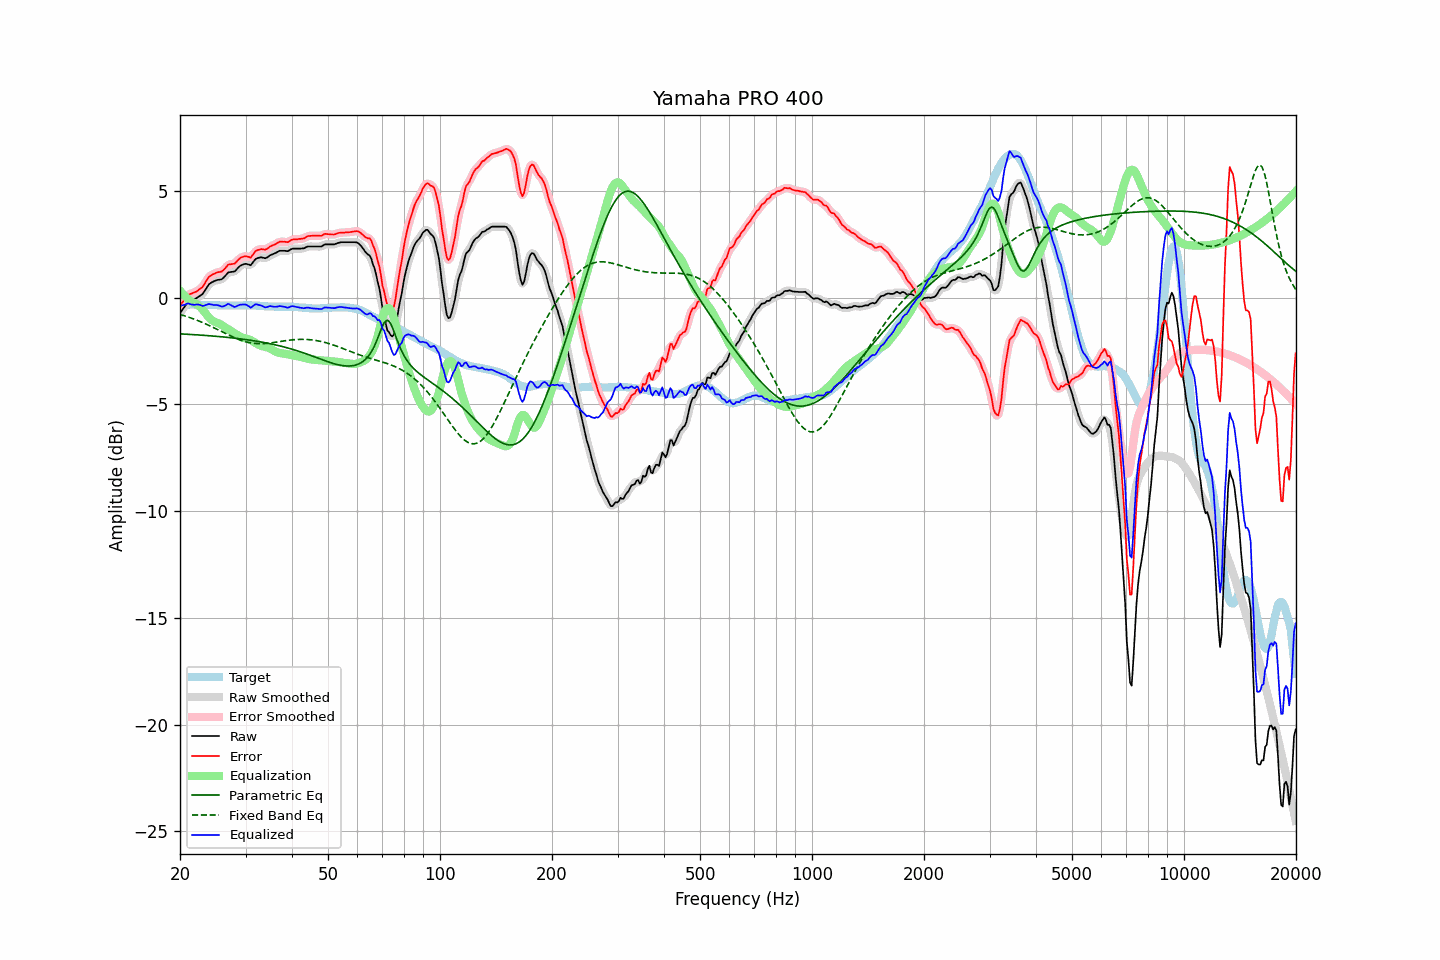 Yamaha PRO 400
Amplitude (dBr)
5
0
−5
−10
−15
−20
−25
Target
Raw Smoothed
Error Smoothed
Raw
Error
Equalization
Parametric Eq
Fixed Band Eq
Equalized
20 50 100 200 500 1000 2000 5000 10000 20000
Frequency (Hz)